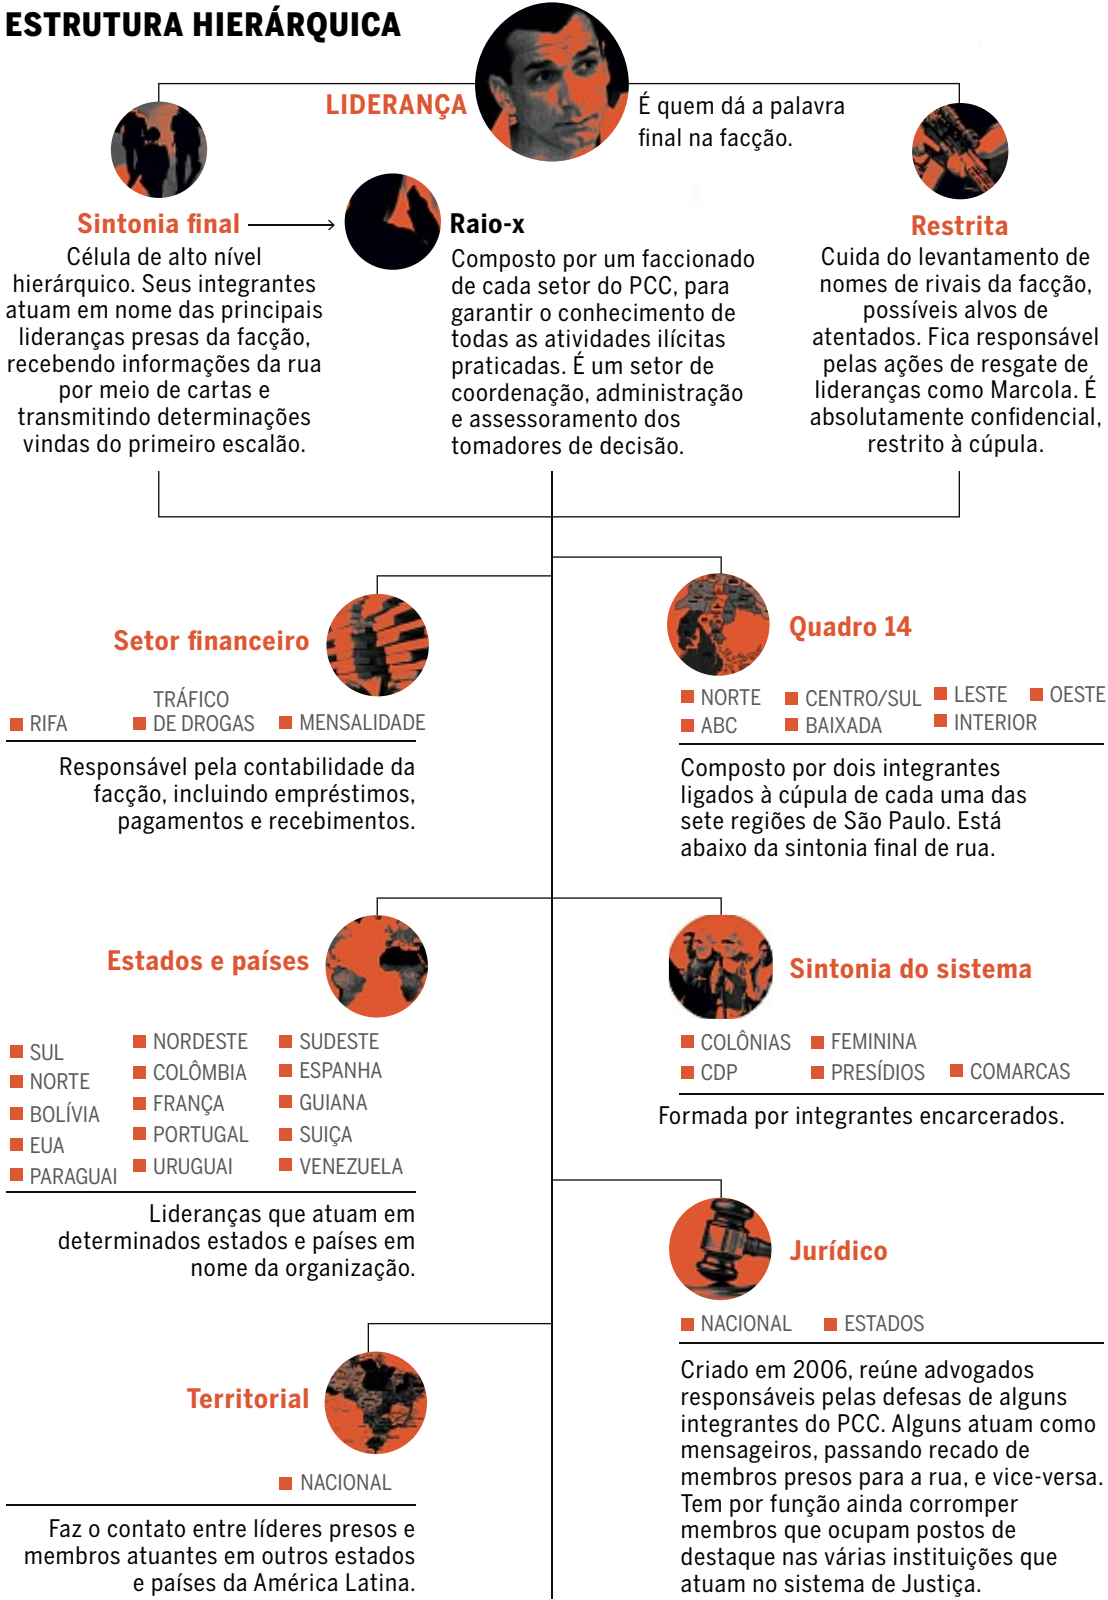 ESTRUTURA HIERÁRQUICA
LIDERANÇA
É quem dá a palavra
final na facção.
Sintonia final
Célula de alto nível
hierárquico. Seus integrantes
atuam em nome das principais
lideranças presas da facção,
recebendo informações da rua
por meio de cartas e
transmitindo determinações
vindas do primeiro escalão.
Raio-x
Composto por um faccionado
de cada setor do PCC, para
garantir o conhecimento de
todas as atividades ilícitas
praticadas. É um setor de
coordenação, administração
e assessoramento dos
tomadores de decisão.
Restrita
Cuida do levantamento de
nomes de rivais da facção,
possíveis alvos de
atentados. Fica responsável
pelas ações de resgate de
lideranças como Marcola. É
absolutamente confidencial,
restrito à cúpula.
Setor financeiro
RIFA
TRÁFICO
DE DROGAS
MENSALIDADE
Responsável pela contabilidade da
facção, incluindo empréstimos,
pagamentos e recebimentos.
Quadro 14
NORTE
CENTRO/SUL
LESTE
OESTE
ABC
BAIXADA
INTERIOR
Composto por dois integrantes
ligados à cúpula de cada uma das
sete regiões de São Paulo. Está
abaixo da sintonia final de rua.
Estados e países
SUL
NORTE
BOLÍVIA
EUA
PARAGUAI
NORDESTE
COLÔMBIA
FRANÇA
PORTUGAL
URUGUAI
SUDESTE
ESPANHA
GUIANA
SUIÇA
VENEZUELA
Lideranças que atuam em
determinados estados e países em
nome da organização.
Sintonia do sistema
COLÔNIAS
FEMININA
CDP
PRESÍDIOS
COMARCAS
Formada por integrantes encarcerados.
Territorial
NACIONAL
Faz o contato entre líderes presos e
membros atuantes em outros estados
e países da América Latina.
Jurídico
NACIONAL
ESTADOS
Criado em 2006, reúne advogados
responsáveis pelas defesas de alguns
integrantes do PCC. Alguns atuam como
mensageiros, passando recado de
membros presos para a rua, e vice-versa.
Tem por função ainda corromper
membros que ocupam postos de
destaque nas várias instituições que
atuam no sistema de Justiça.